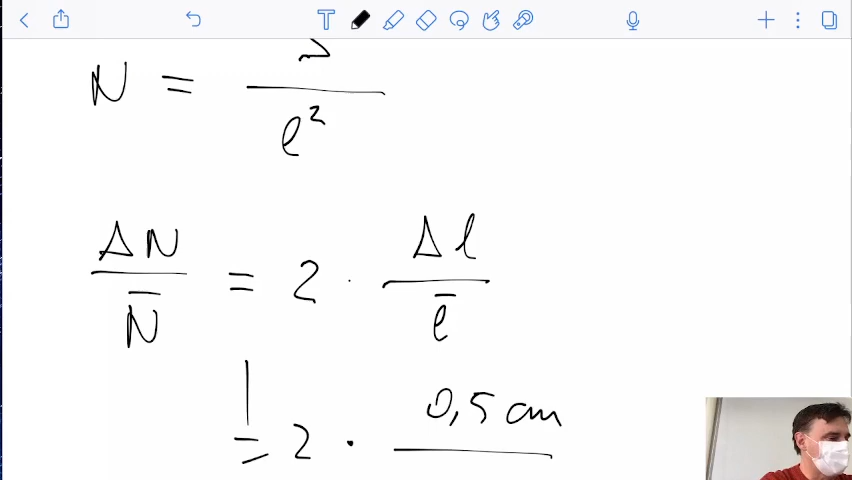 N = ―― ℓ²
ΔN / N̄ = 2 · Δl / ℓ̄
= 2 · 0,5 cm